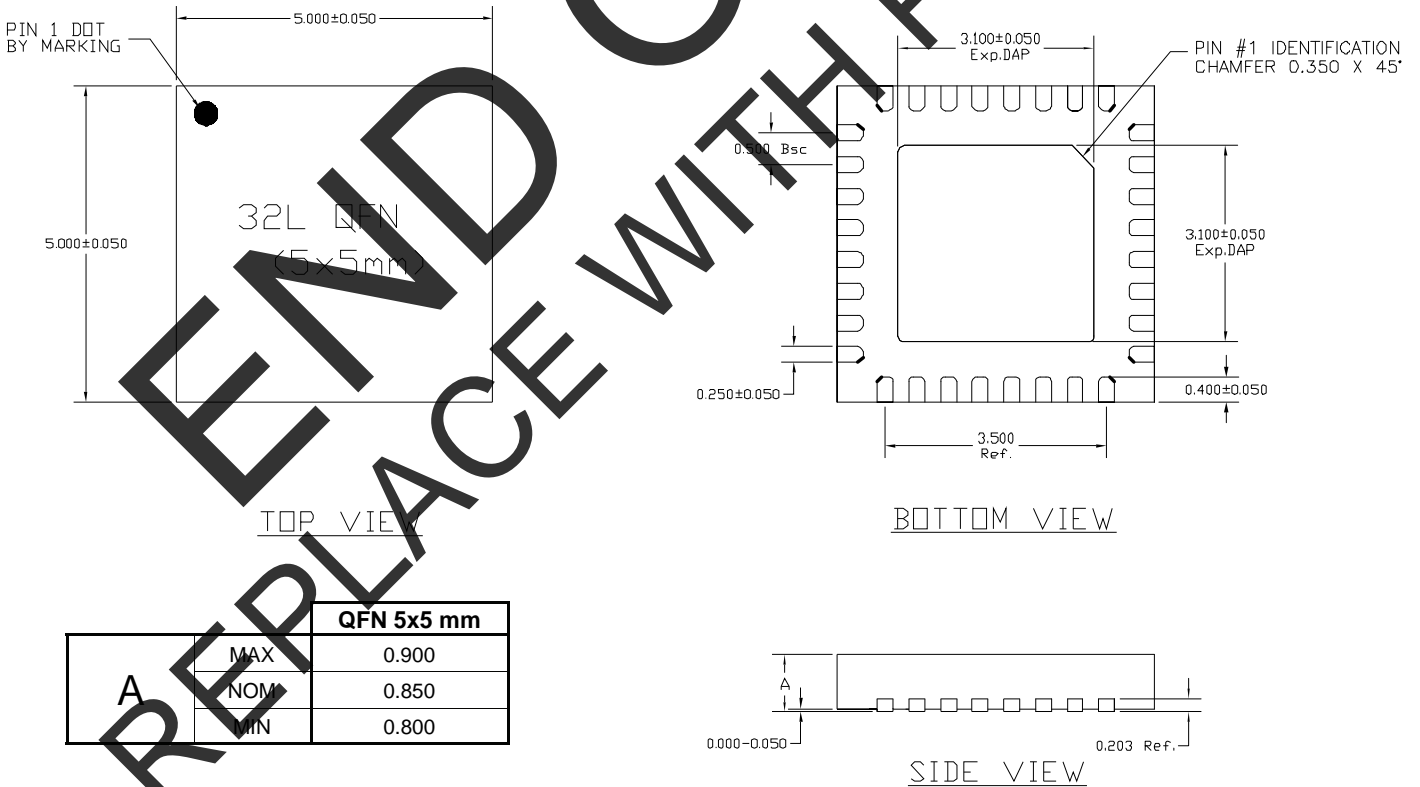 PIN 1 DOT
BY MARKING
5.000±0.050
5.000±0.050
32L QFN
(5x5mm)
TOP VIEW
3.100±0.050
Exp.DAP
PIN #1 IDENTIFICATION
CHAMFER 0.350 X 45°
0.500 Bsc
3.100±0.050
Exp.DAP
0.250±0.050
0.400±0.050
3.500
Ref.
BOTTOM VIEW
QFN 5x5 mm
A
MAX 0.900
NOM 0.850
MIN 0.800
A
0.000-0.050
0.203 Ref.
SIDE VIEW
END
REPLACE WITH